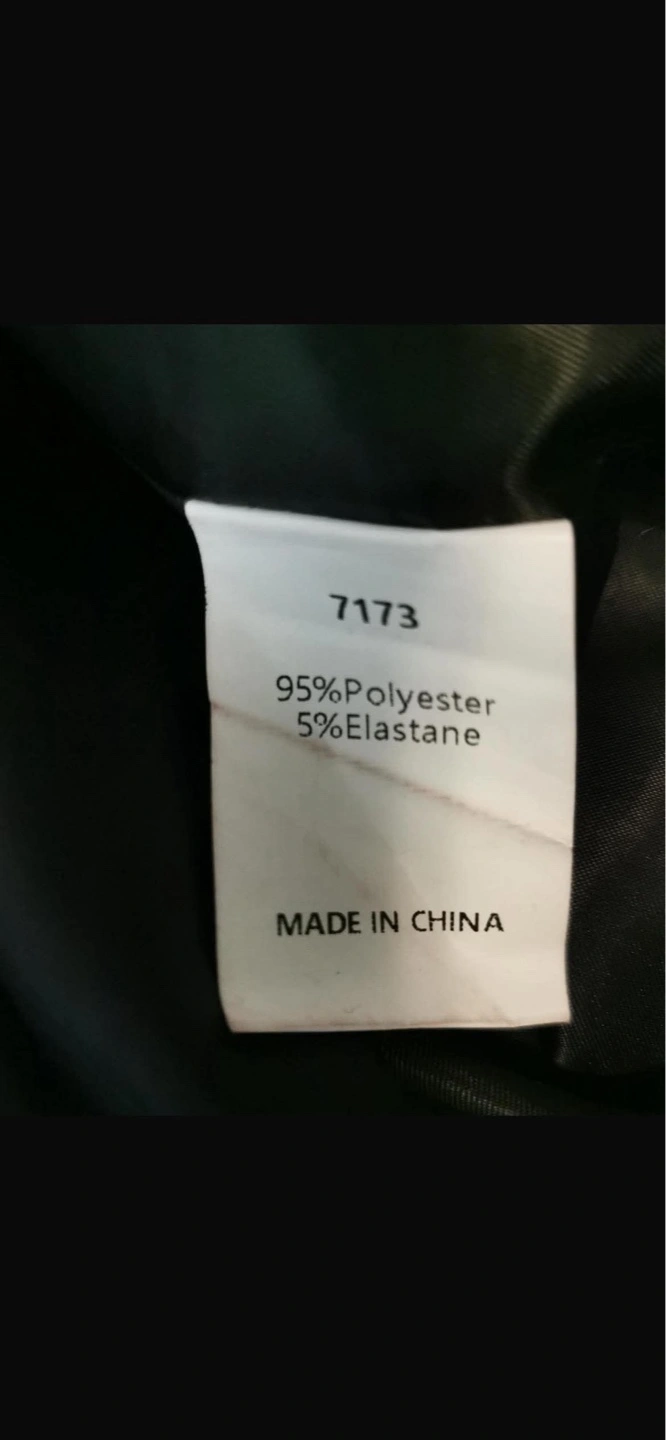 7173
95%Polyester
5%Elastane
MADE IN CHINA